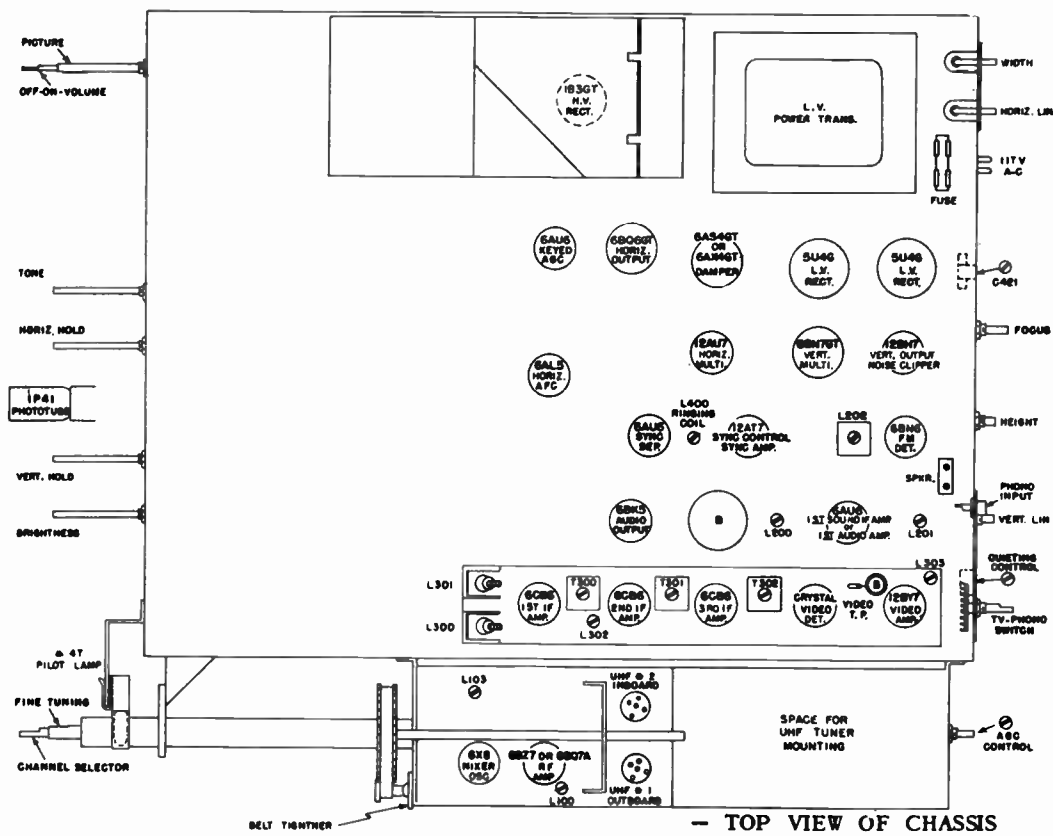 PICTURE
OFF-ON-VOLUME
1B3GT
H.V.
RECT.
L.V.
POWER TRANS.
WIDTH
HORIZ. LIN
117 V
A-C
FUSE
6AU6
KEYED
AGC
6BQ6GT
HORIZ.
OUTPUT
6AS4GT
OR
6AX4GT
DAMPER
5U4G
L.V.
RECT.
5U4G
L.V.
RECT.
C421
TONE
HORIZ. HOLD
FOCUS
12AU7
HORIZ.
MULTI.
6BN7GT
VERT.
MULTI.
12BH7
VERT. OUTPUT
NOISE CLIPPER
6AL5
HORIZ.
AFC
1P41
PHOTOTUBE
L400
RINGING
COIL
6AU6
SYNC
SEP.
12AT7
SYNC CONTROL
SYNC AMP.
L202
6BN6
FM
DET.
HEIGHT
VERT. HOLD
SPKR.
PHONO
INPUT
VERT. LIN
BRIGHTNESS
6BK5
AUDIO
OUTPUT
B
L200
6AU6
1ST SOUND IF AMP
or
1ST AUDIO AMP.
L201
QUIETING
CONTROL
L303
L301
L300
6CB6
1ST IF
AMP.
T300
L302
6CB6
2ND IF
AMP.
T301
6CB6
3RD IF
AMP.
T302
CRYSTAL
VIDEO
DET.
VIDEO
T. P.
B
12BY7
VIDEO
AMP.
TV-PHONO
SWITCH
# 47
PILOT LAMP
FINE TUNING
CHANNEL SELECTOR
L103
UHF # 2
INBOARD
6X8
MIXER
OSC
6BZ7 OR 6BQ7A
RF
AMP.
L100
UHF # 1
OUTBOARD
SPACE FOR
UHF TUNER
MOUNTING
AGC
CONTROL
BELT TIGHTNER
— TOP VIEW OF CHASSIS